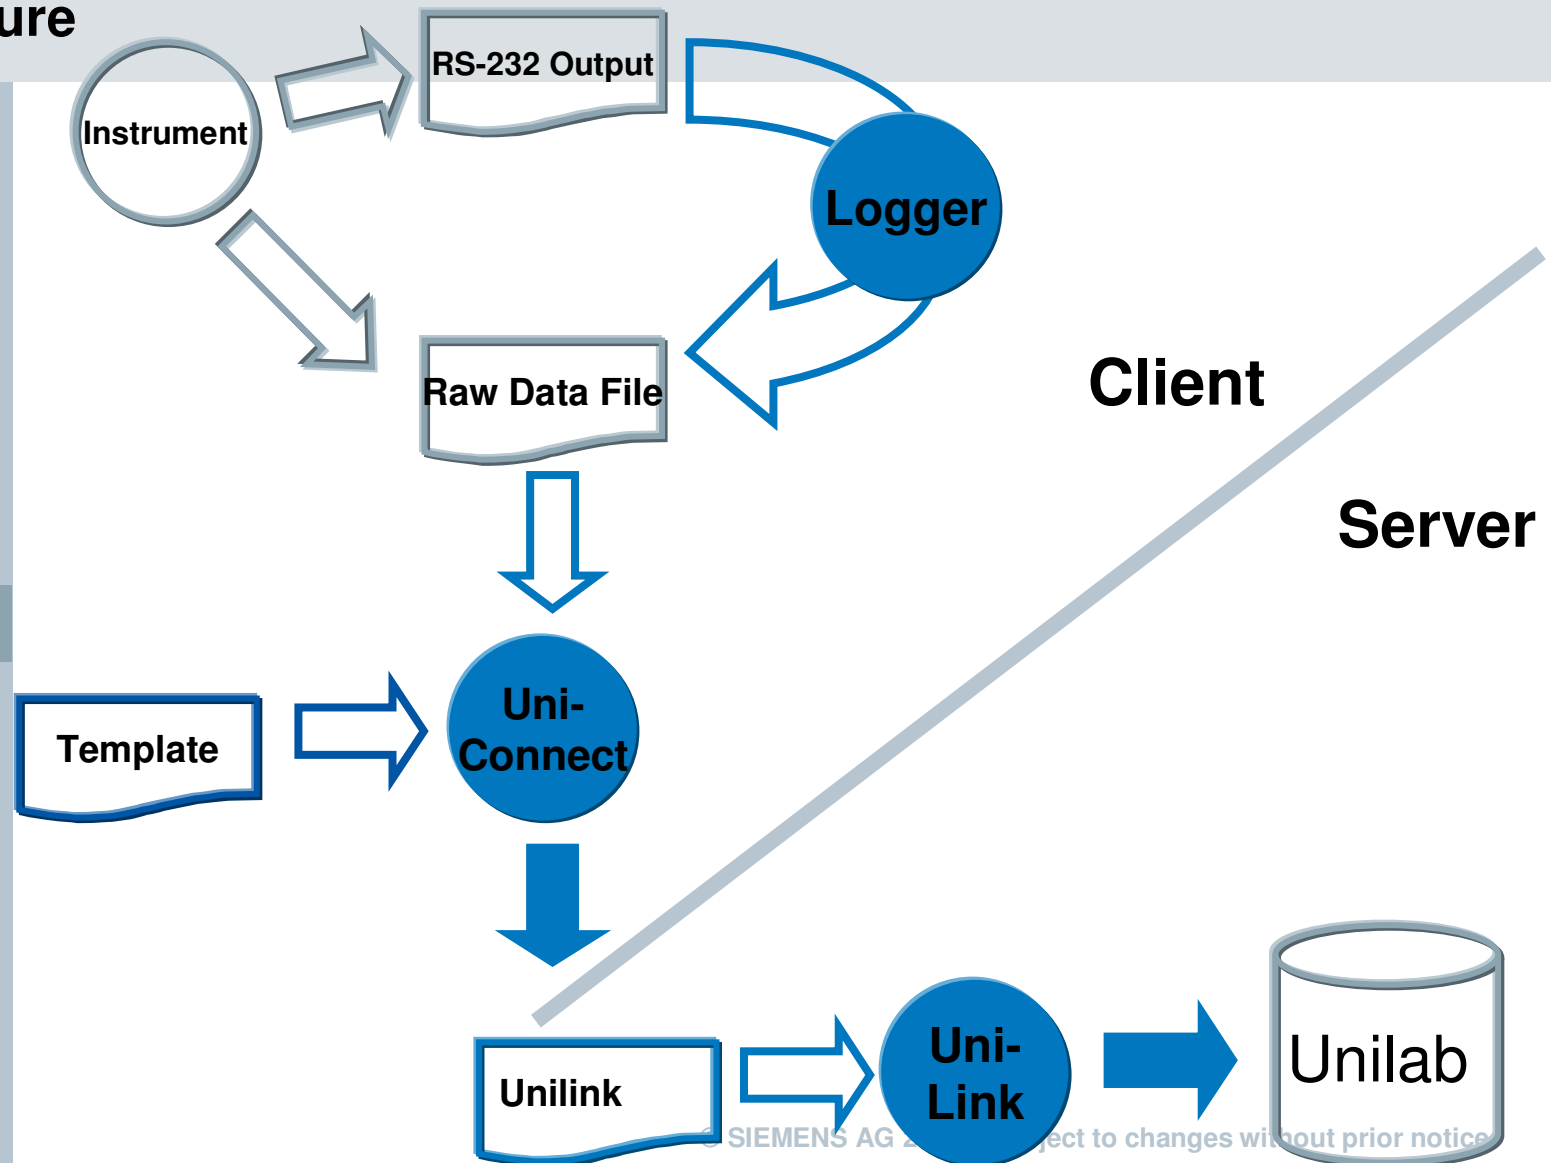 ure
RS-232 Output
Instrument
Logger
Raw Data File
Client
Server
Uni-
Connect
Template
Unilink
Uni-
Link
Unilab
SIEMENS AG to changes without prior notice